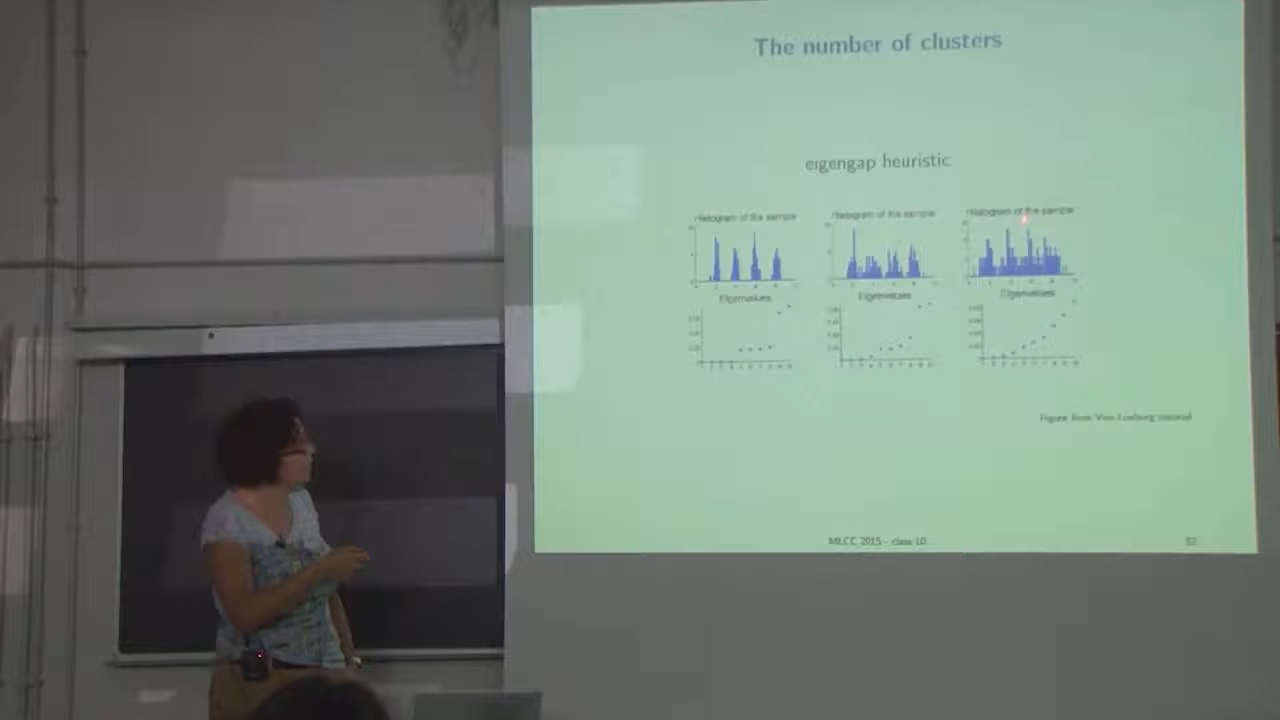 The number of clusters
eigengap heuristic
Histogram of the sample Histogram of the sample Histogram of the sample
Eigenvalues Eigenvalues Eigenvalues
Figure from Von Luxburg tutorial
MLCC 2015 - class 10 52